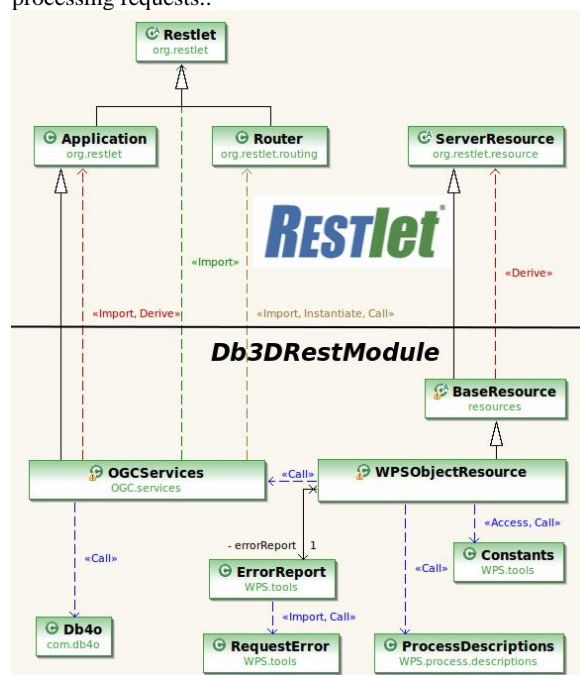 processing requests..
Restlet
org.restlet
Application
org.restlet
Router
org.restlet.routing
ServerResource
org.restlet.resource
RESTlet®
«Import»
«Derive»
«Import, Derive»
«Import, Instantiate, Call»
Db3DRestModule
BaseResource
resources
OGCServices
OGC.services
«Call»
WPSObjectResource
«Access, Call»
- errorReport 1
«Call»
«Call»
Constants
WPS.tools
ErrorReport
WPS.tools
«Import, Call»
Db4o
com.db4o
RequestError
WPS.tools
ProcessDescriptions
WPS.process.descriptions